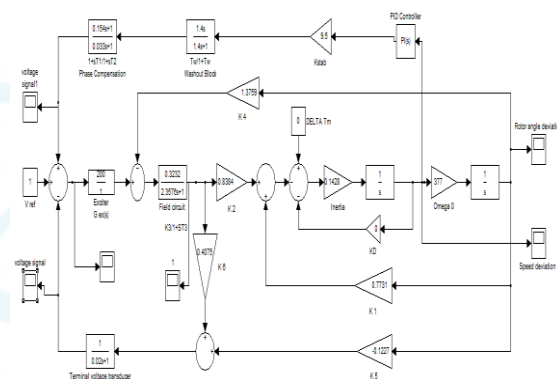 PID Controller
0.154s+1
0.033s+1
1+sT1/1+sT2
Phase Compensation
1.4s
1.4s+1
Tw/1+Tw
Washout Block
9.5
Kstab
PI(s)
voltage
signal1
1.3759
K 4
0
DELTA Tm
Rotor angle deviati
1
V ref
200
1
Exciter
G ex(s)
0.3232
2.3576s+1
Field circuit
K3/1+ST3
0.8384
K 2
0.1428
Inertia
1
s
377
Omega 0
1
s
0
KD
Speed deviation
0.4075
K 6
1
voltage signal
0.7731
K 1
1
0.02s+1
Terminal voltage transducer
-0.1227
K 5